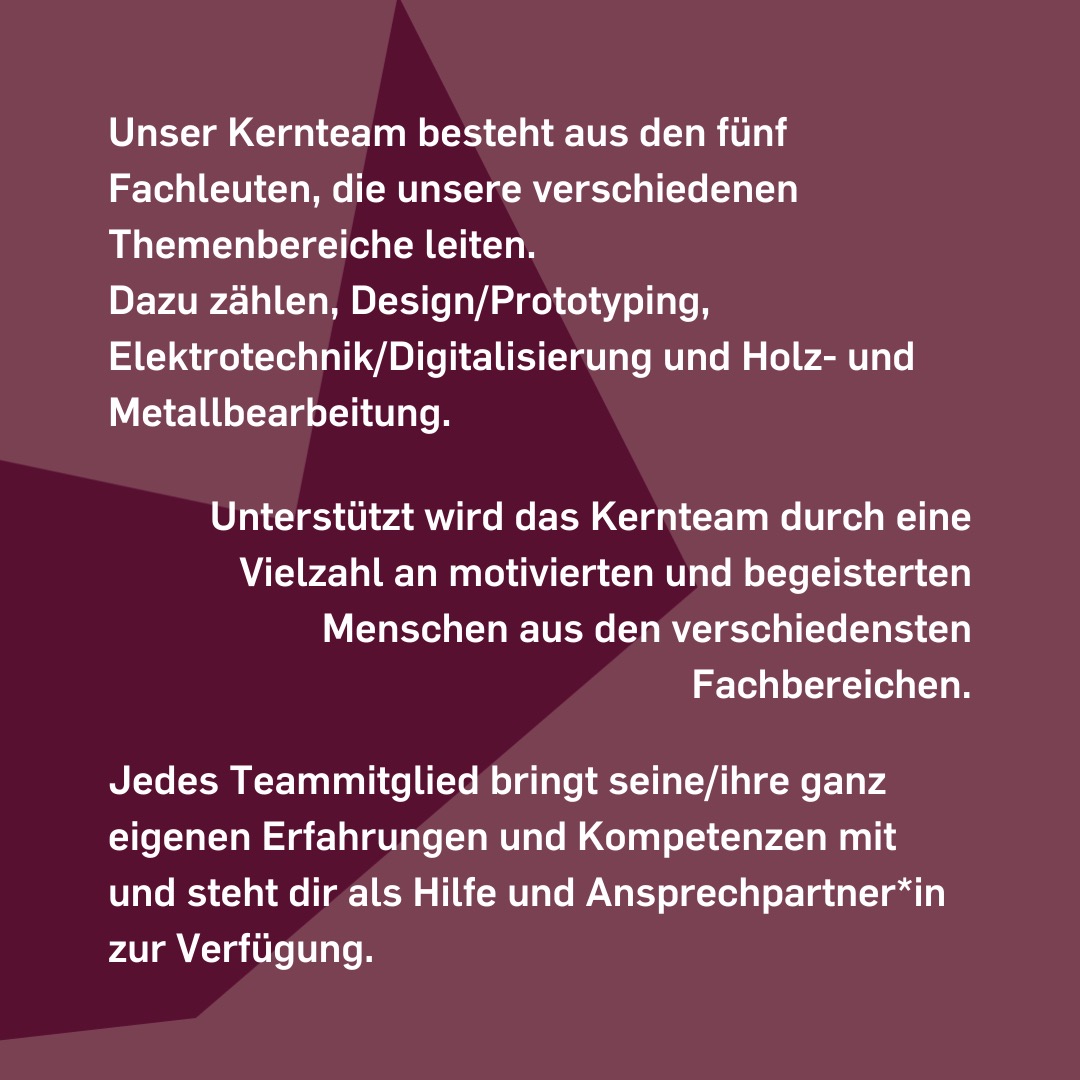 Unser Kernteam besteht aus den fünf
Fachleuten, die unsere verschiedenen
Themenbereiche leiten.
Dazu zählen, Design/Prototyping,
Elektrotechnik/Digitalisierung und Holz- und
Metallbearbeitung.
Unterstützt wird das Kernteam durch eine
Vielzahl an motivierten und begeisterten
Menschen aus den verschiedensten
Fachbereichen.
Jedes Teammitglied bringt seine/ihre ganz
eigenen Erfahrungen und Kompetenzen mit
und steht dir als Hilfe und Ansprechpartner*in
zur Verfügung.